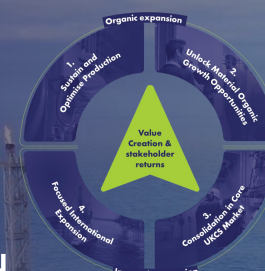 Organic expansion
1.
Sustain and
Optimise Production
2.
Unlock Material Organic
Growth Opportunities
Value
Creation &
stakeholder
returns
4.
Focused International
Expansion
3.
Consolidation in Core
UKCS Market